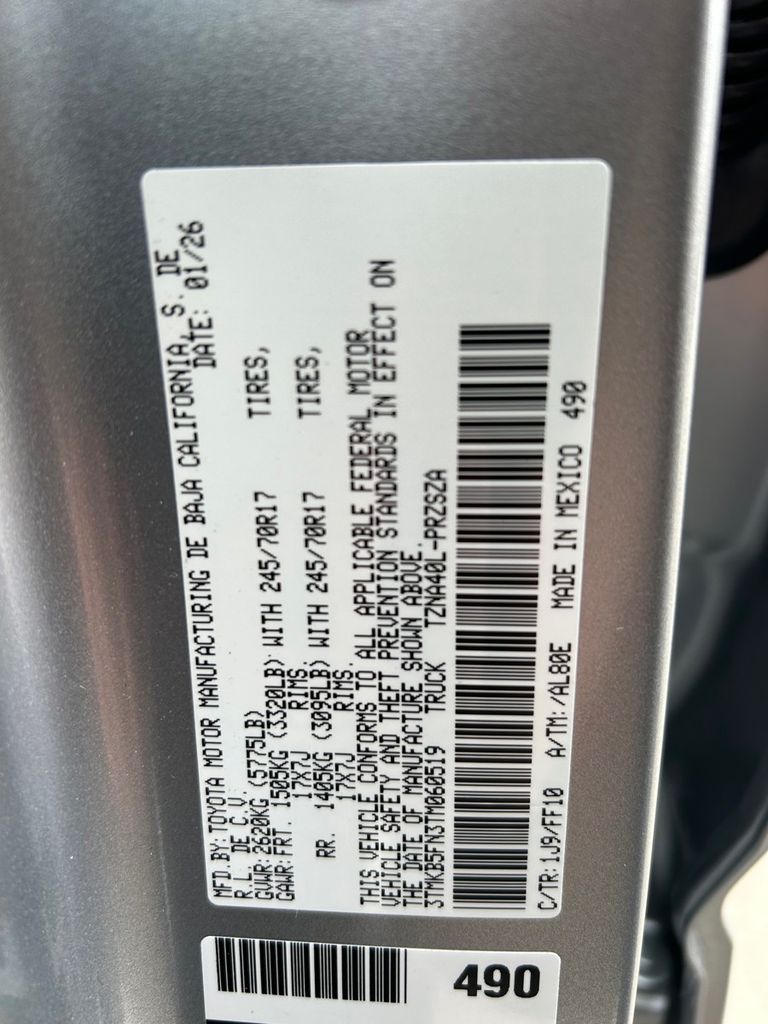 MFD.BY:TOYOTA MOTOR MANUFACTURING DE BAJA CALIFORNIA, S. DE
R.L. DE C.V. DATE: 01/26
GVWR:2620KG (5775LB)
GAWR:FRT. 1505KG (3320LB) WITH 245/70R17 TIRES,
17X7J RIMS.
RR. 1405KG (3095LB) WITH 245/70R17 TIRES,
17X7J RIMS.
THIS VEHICLE CONFORMS TO ALL APPLICABLE FEDERAL MOTOR
VEHICLE SAFETY AND THEFT PREVENTION STANDARDS IN EFFECT ON
THE DATE OF MANUFACTURE SHOWN ABOVE.
3TMKB5FN3TM060519 TRUCK TZNA40L-PRZSZA
C/TR:1J9/FF10 A/TM:/AL80E MADE IN MEXICO 490
490